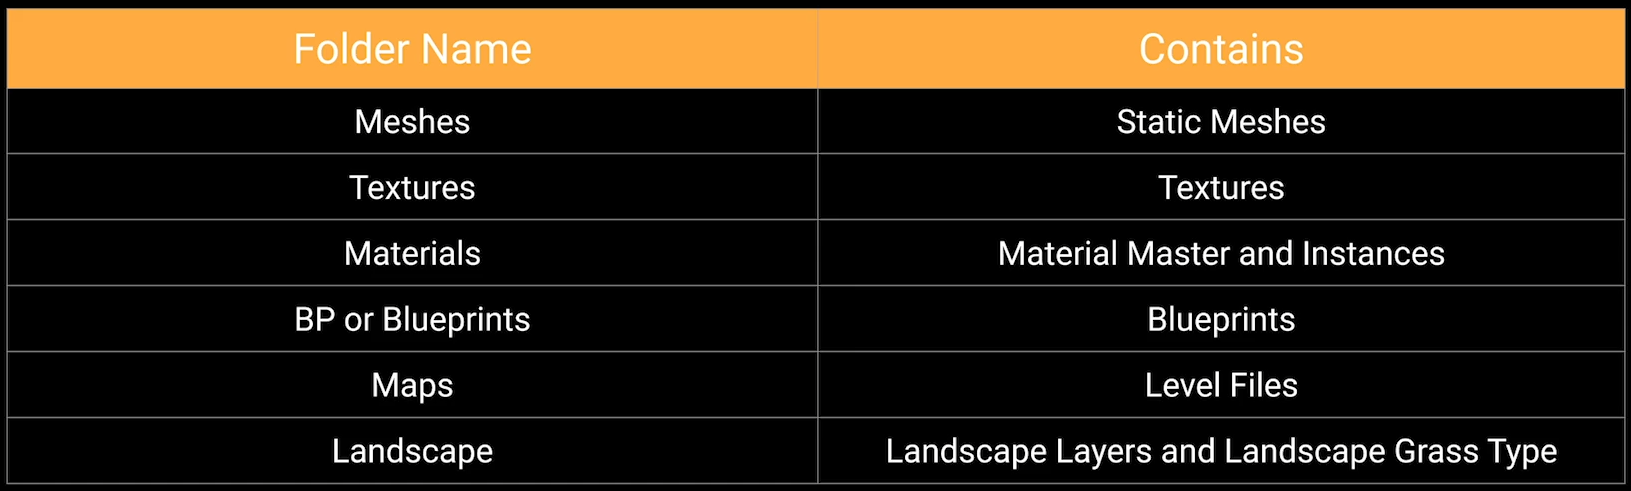 Folder Name Contains
Meshes Static Meshes
Textures Textures
Materials Material Master and Instances
BP or Blueprints Blueprints
Maps Level Files
Landscape Landscape Layers and Landscape Grass Type